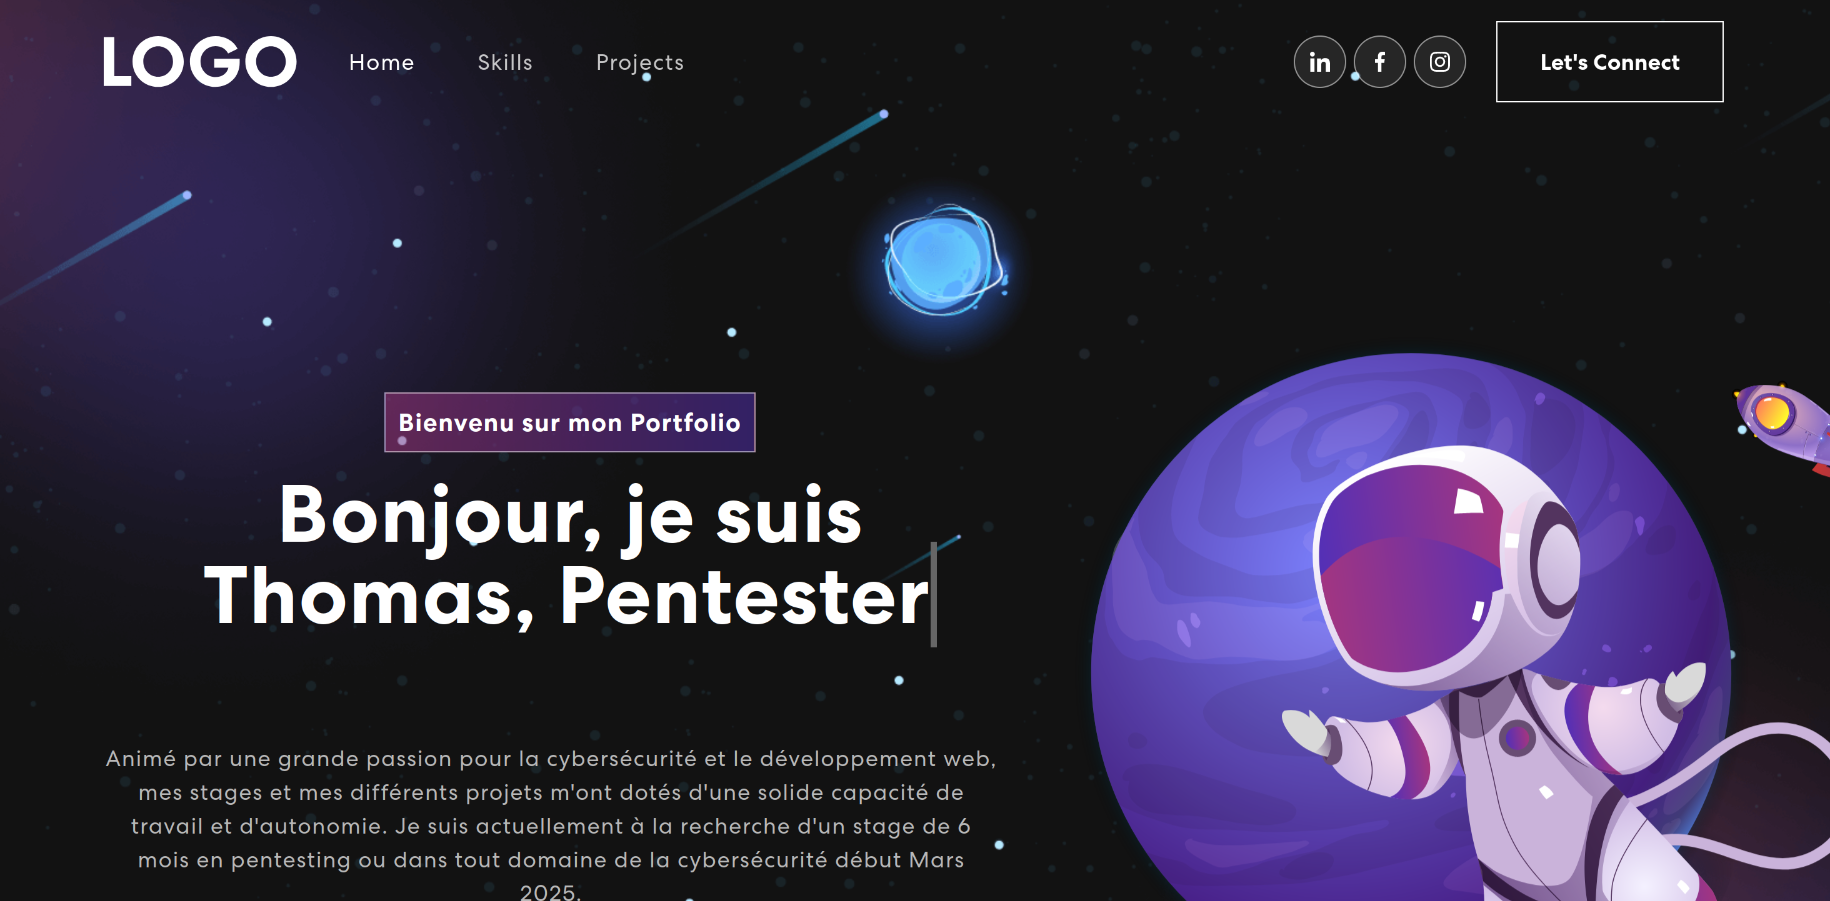 LOGO
Home
Skills
Projects
in
f
Let's Connect
Bienvenu sur mon Portfolio
Bonjour, je suis
Thomas, Pentester
Animé par une grande passion pour la cybersécurité et le développement web,
mes stages et mes différents projets m'ont dotés d'une solide capacité de
travail et d'autonomie. Je suis actuellement à la recherche d'un stage de 6
mois en pentesting ou dans tout domaine de la cybersécurité début Mars
2025.